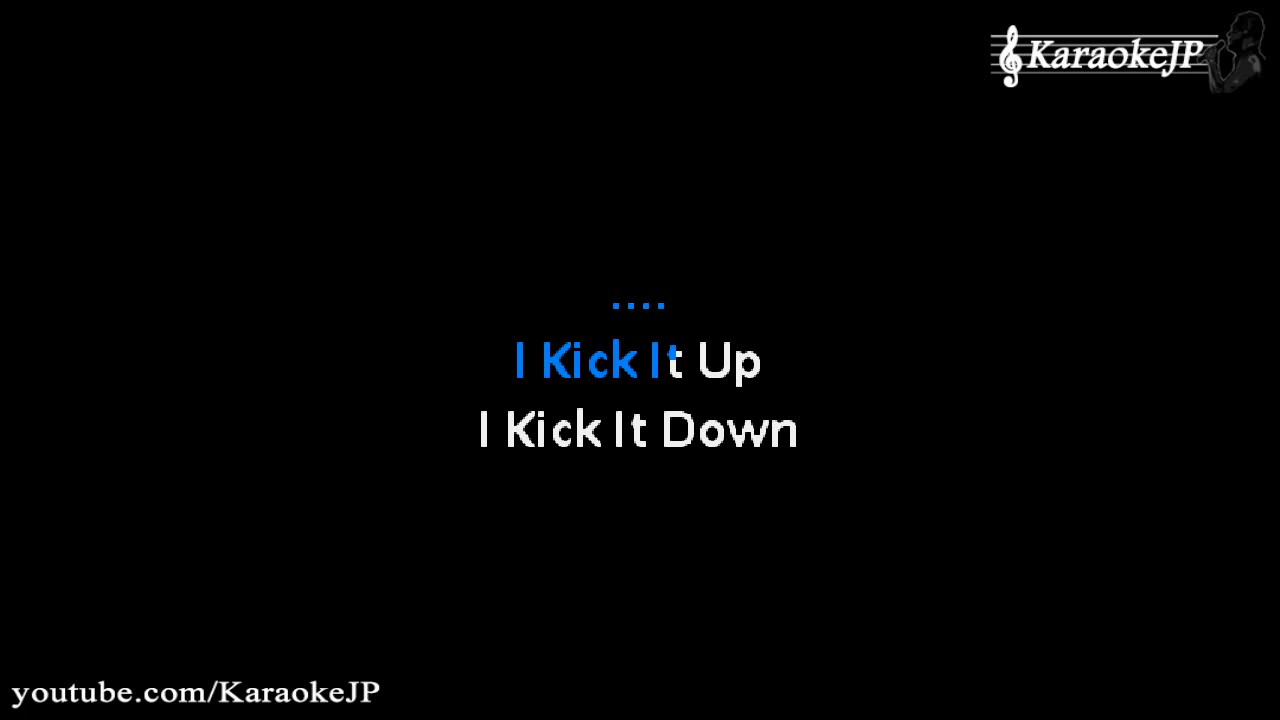 KaraokeJP
....
I Kick It Up
I Kick It Down
youtube.com/KaraokeJP